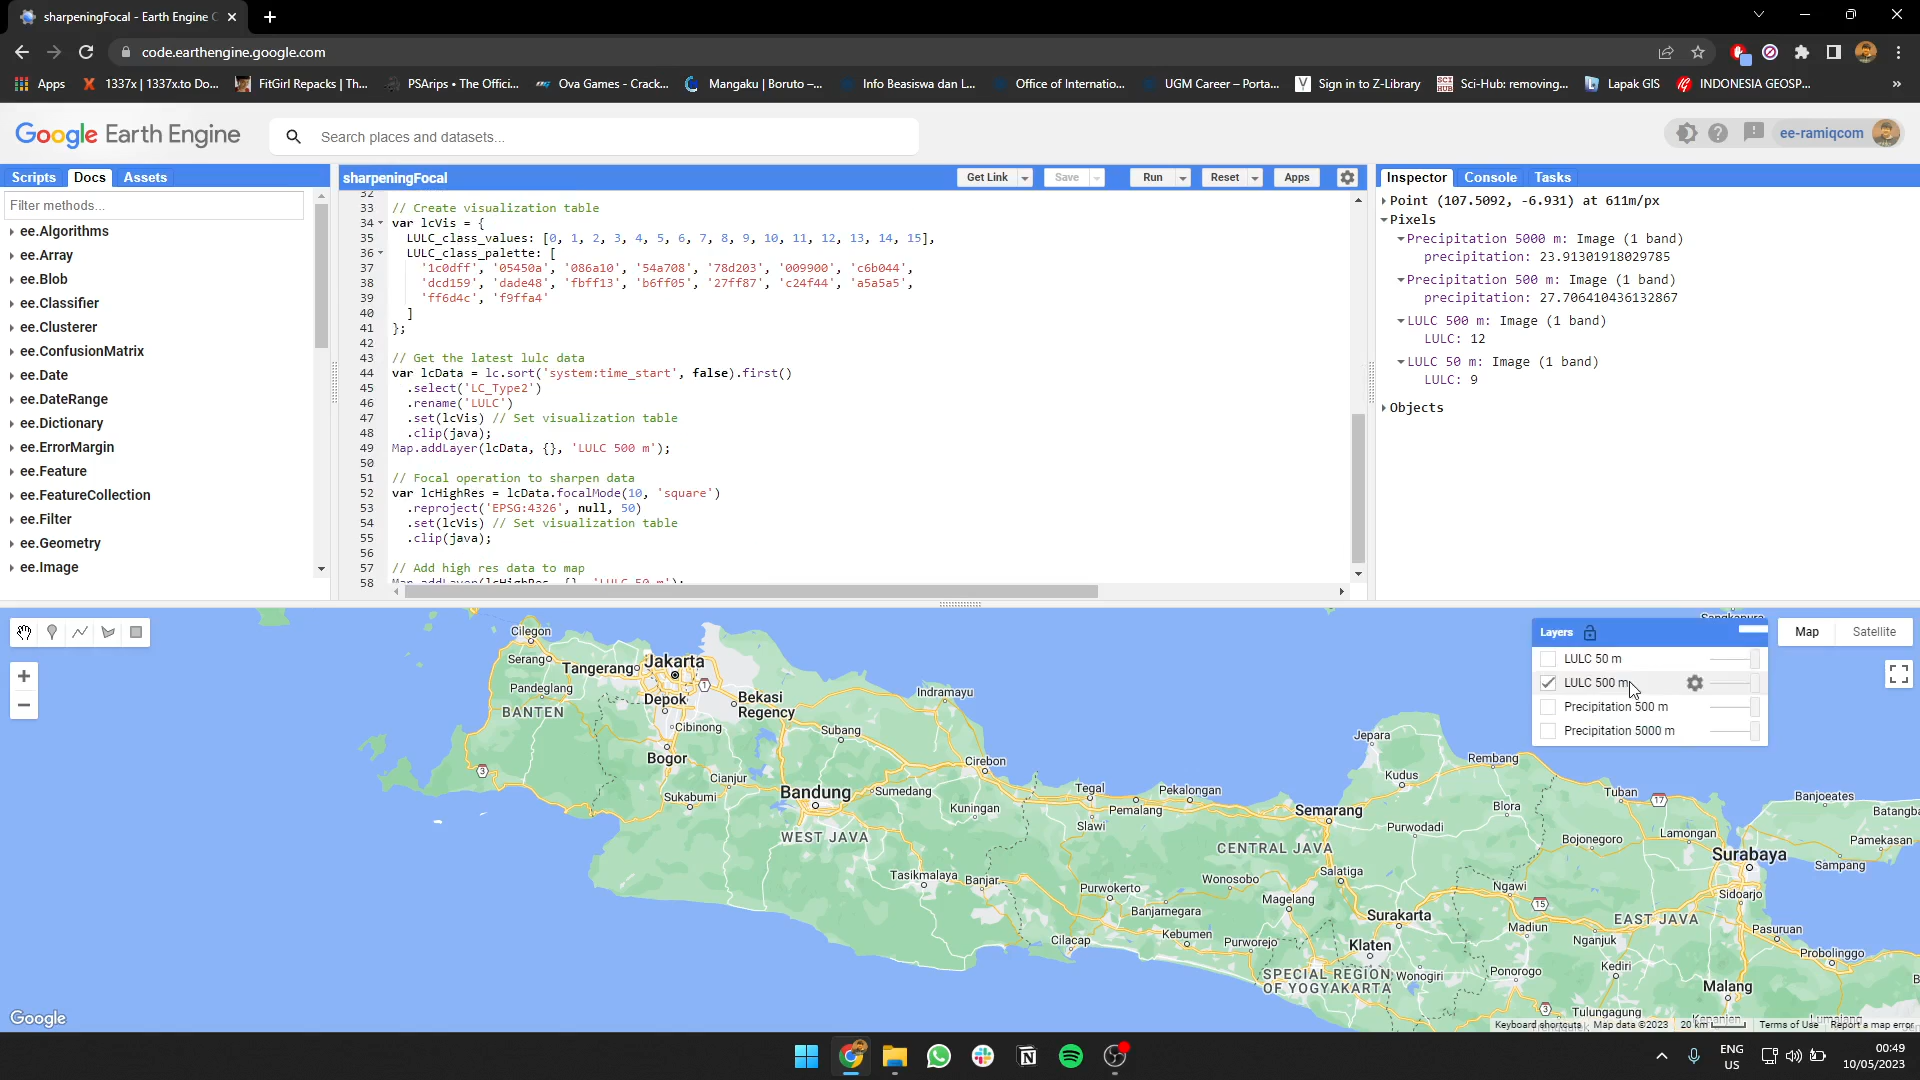 sharpeningFocal - Earth Engine C
code.earthengine.google.com
Apps
1337x | 1337x.to Do...
FitGirl Repacks | Th...
PSArips • The Offici...
Ova Games - Crack...
Mangaku | Boruto –...
Info Beasiswa dan L...
Office of Internatio...
UGM Career – Porta...
Sign in to Z-Library
Sci-Hub: removing...
Lapak GIS
INDONESIA GEOSP...
Google Earth Engine
Search places and datasets...
ee-ramiqcom
Scripts Docs Assets
Filter methods...
ee.Algorithms
ee.Array
ee.Blob
ee.Classifier
ee.Clusterer
ee.ConfusionMatrix
ee.Date
ee.DateRange
ee.Dictionary
ee.ErrorMargin
ee.Feature
ee.FeatureCollection
ee.Filter
ee.Geometry
ee.Image
sharpeningFocal
Get Link Save Run Reset Apps
32
33 // Create visualization table
34 var lcVis = {
35 LULC_class_values: [0, 1, 2, 3, 4, 5, 6, 7, 8, 9, 10, 11, 12, 13, 14, 15],
36 LULC_class_palette: [
37 '1c0dff', '05450a', '086a10', '54a708', '78d203', '009900', 'c6b044',
38 'dcd159', 'dade48', 'fbff13', 'b6ff05', '27ff87', 'c24f44', 'a5a5a5',
39 'ff6d4c', 'f9ffa4'
40 ]
41 };
42
43 // Get the latest lulc data
44 var lcData = lc.sort('system:time_start', false).first()
45 .select('LC_Type2')
46 .rename('LULC')
47 .set(lcVis) // Set visualization table
48 .clip(java);
49 Map.addLayer(lcData, {}, 'LULC 500 m');
50
51 // Focal operation to sharpen data
52 var lcHighRes = lcData.focalMode(10, 'square')
53 .reproject('EPSG:4326', null, 50)
54 .set(lcVis) // Set visualization table
55 .clip(java);
56
57 // Add high res data to map
58 Map.addLayer(lcHighRes, {}, 'LULC 50 m');
Inspector Console Tasks
Point (107.5092, -6.931) at 611m/px
Pixels
Precipitation 5000 m: Image (1 band)
precipitation: 23.91301918029785
Precipitation 500 m: Image (1 band)
precipitation: 27.706410436132867
LULC 500 m: Image (1 band)
LULC: 12
LULC 50 m: Image (1 band)
LULC: 9
Objects
Layers
LULC 50 m
LULC 500 m
Precipitation 500 m
Precipitation 5000 m
Map Satellite
Cilegon
Serang
Tangerang
Jakarta
Pandeglang
BANTEN
Depok
1
Bekasi
Regency
Cibinong
Bogor
3
Cianjur
Sukabumi
Subang
Indramayu
Bandung
Sumedang
Cirebon
WEST JAVA
Kuningan
Tasikmalaya
Banjar
Tegal
Pemalang
Pekalongan
Slawi
Purwokerto
Banjarnegara
Cilacap
Kebumen
Jepara
Kudus
Rembang
Semarang
Purwodadi
Blora
CENTRAL JAVA
Wonosobo
Salatiga
Magelang
Surakarta
Purworejo
Klaten
SPECIAL REGION
OF YOGYAKARTA
Wonogiri
Tuban
17
Bojonegoro
Lamongan
Banjoeates
Batangba
Pamekasan
Sampang
Surabaya
Ngawi
15
Sidoarjo
Madiun
EAST JAVA
Nganjuk
Pasuruan
Probolinggo
Ponorogo
Kediri
Malang
3
Tulungagung
Google
Keyboard shortcuts
Map data ©2023
20 km
Terms of Use
Report a map error
ENG
US
00:49
10/05/2023